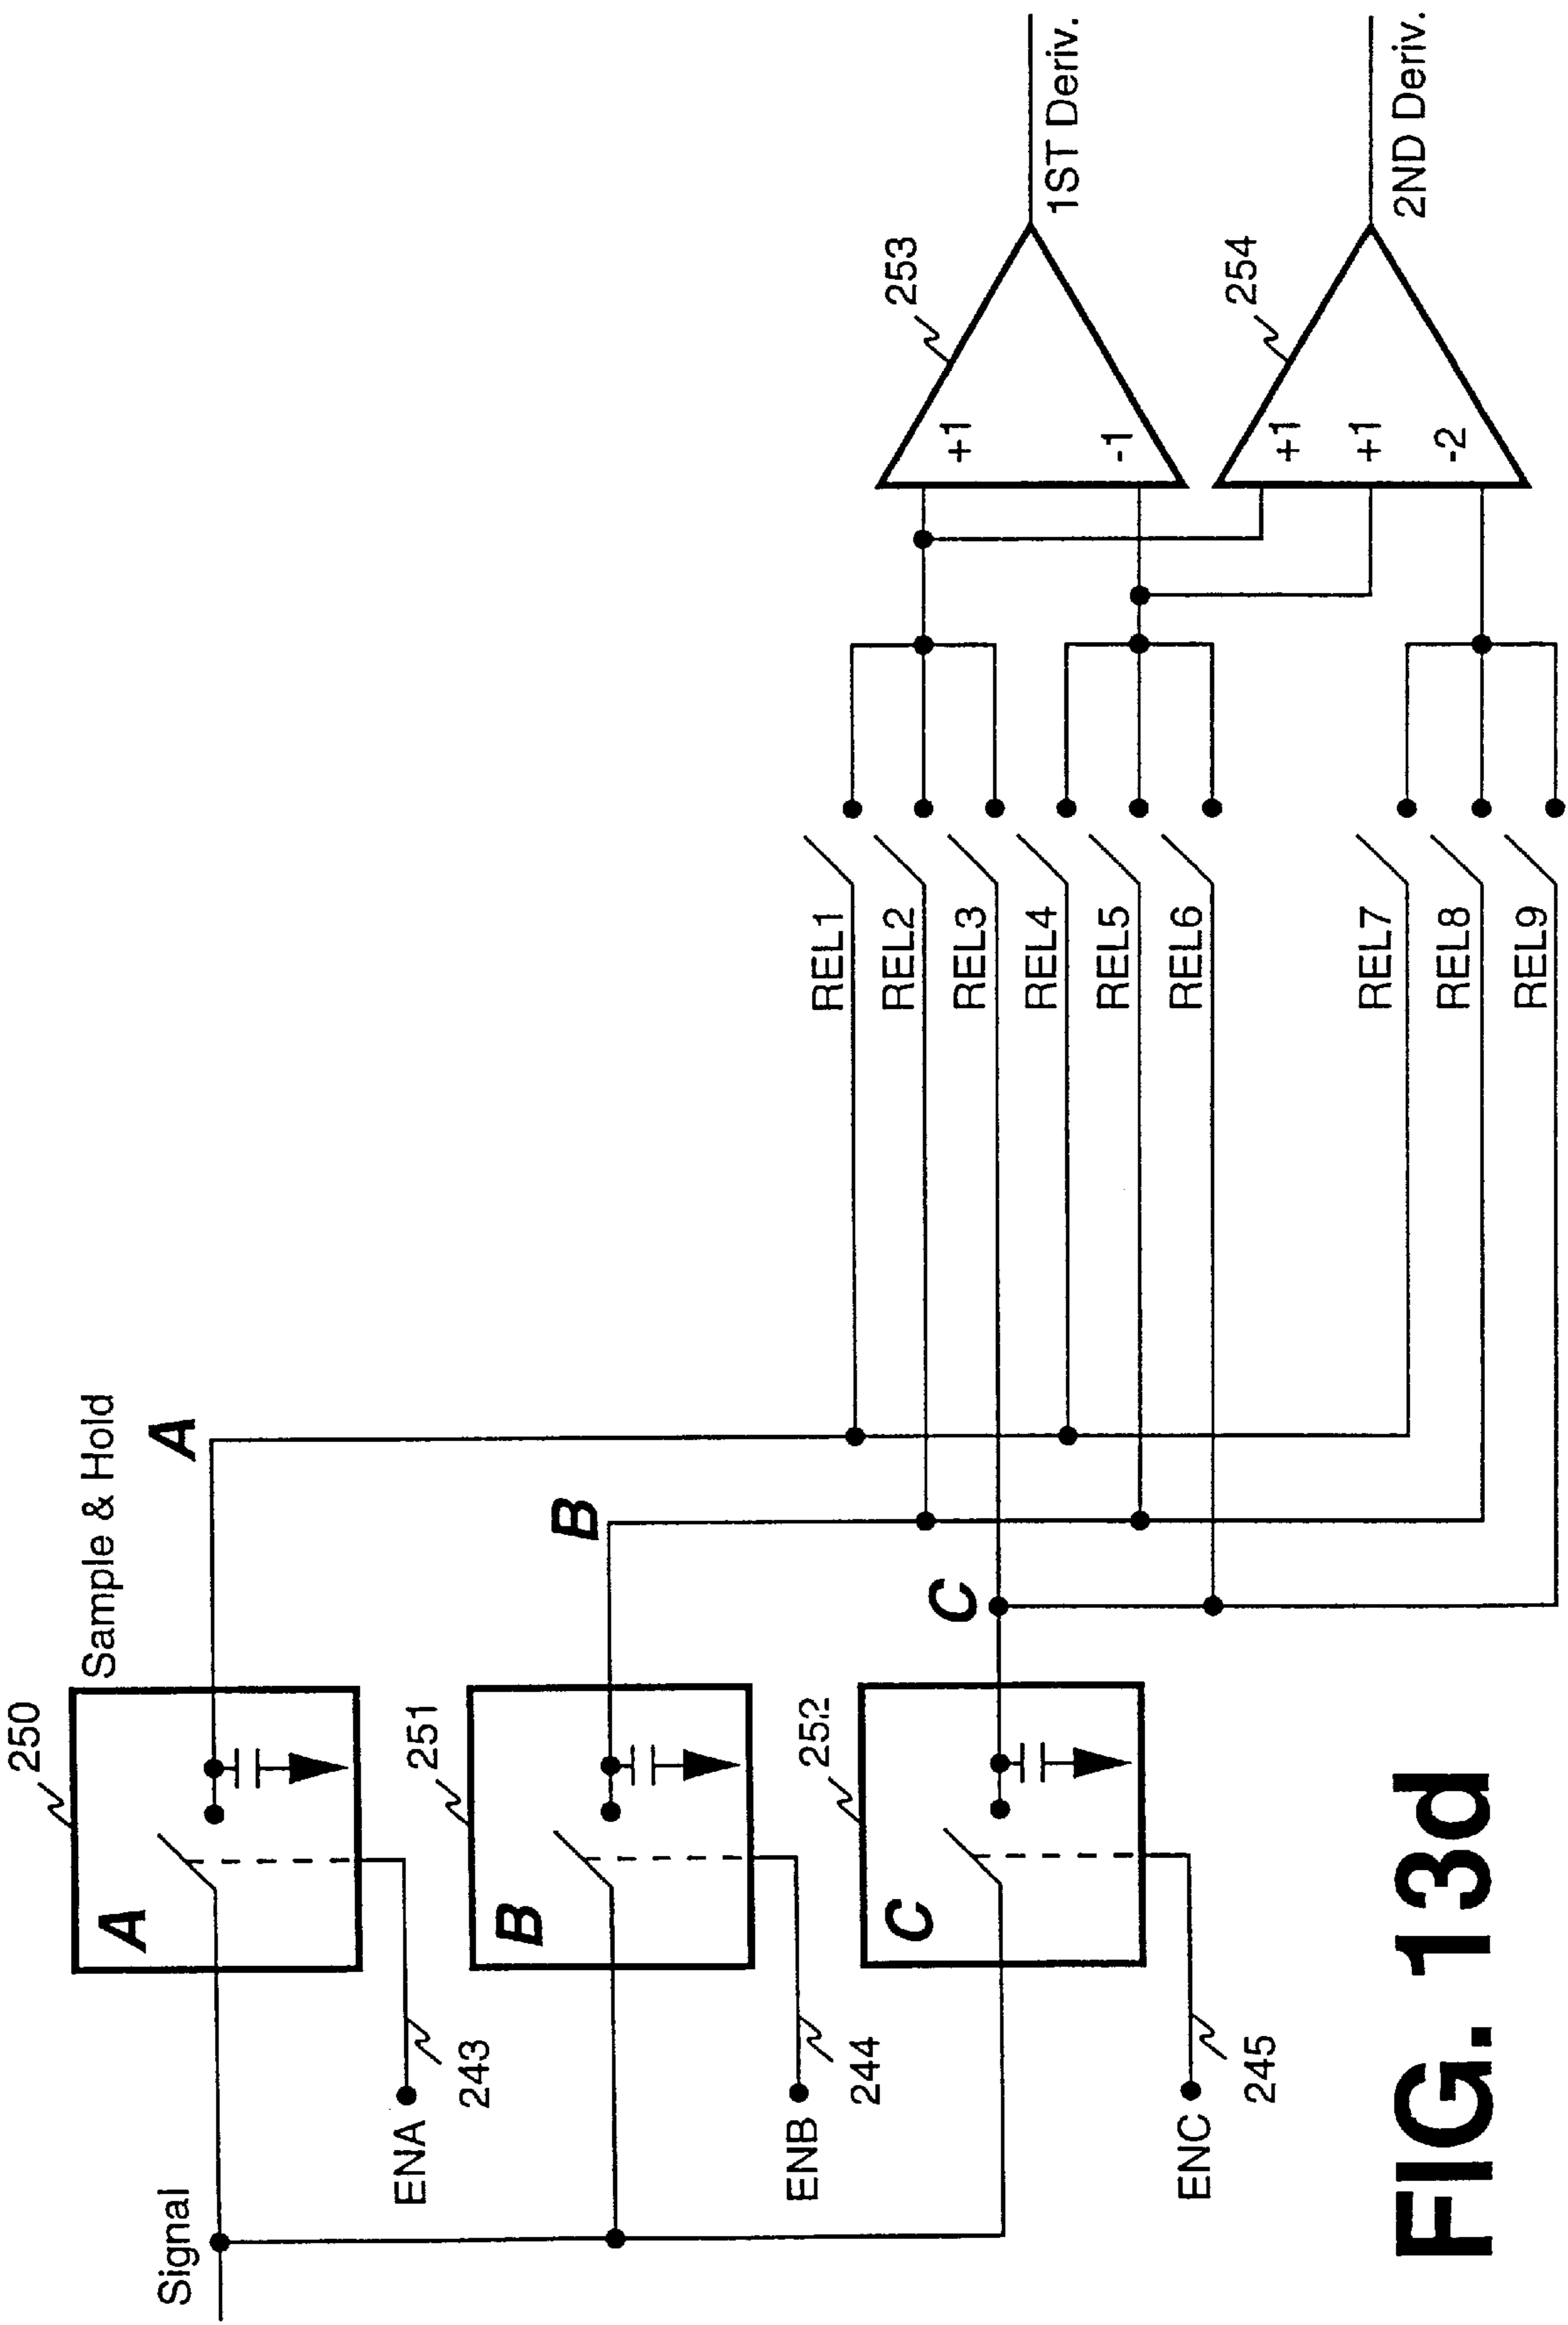 Signal
Sample & Hold
250
A
A
ENA
243
251
B
B
ENB
244
252
C
C
ENC
245
REL1
REL2
REL3
REL4
REL5
REL6
REL7
REL8
REL9
253
+1
-1
1ST Deriv.
254
+1
+1
-2
2ND Deriv.
FIG. 13d